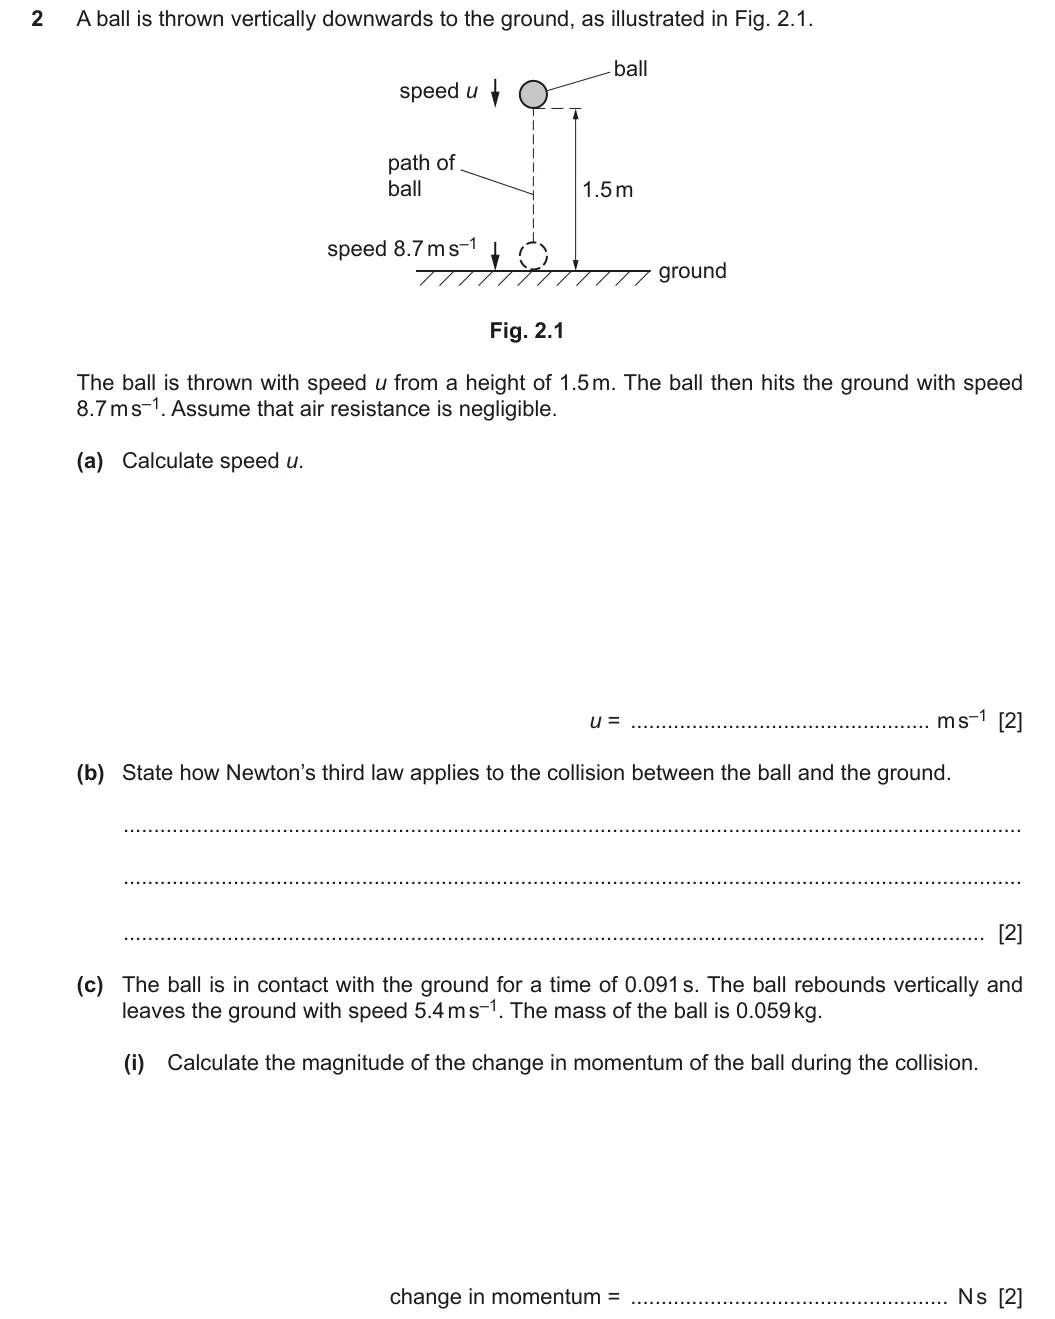 2 A ball is thrown vertically downwards to the ground, as illustrated in Fig. 2.1.
ball
speed u
path of
ball
1.5 m
speed 8.7 m s–1
ground
Fig. 2.1
The ball is thrown with speed u from a height of 1.5 m. The ball then hits the ground with speed
8.7 m s–1. Assume that air resistance is negligible.
(a) Calculate speed u.
u = .................................................. m s–1 [2]
(b) State how Newton’s third law applies to the collision between the ball and the ground.
....................................................................................................................................................
....................................................................................................................................................
.............................................................................................................................................. [2]
(c) The ball is in contact with the ground for a time of 0.091 s. The ball rebounds vertically and
leaves the ground with speed 5.4 m s–1. The mass of the ball is 0.059 kg.
(i) Calculate the magnitude of the change in momentum of the ball during the collision.
change in momentum = ..................................................... N s [2]